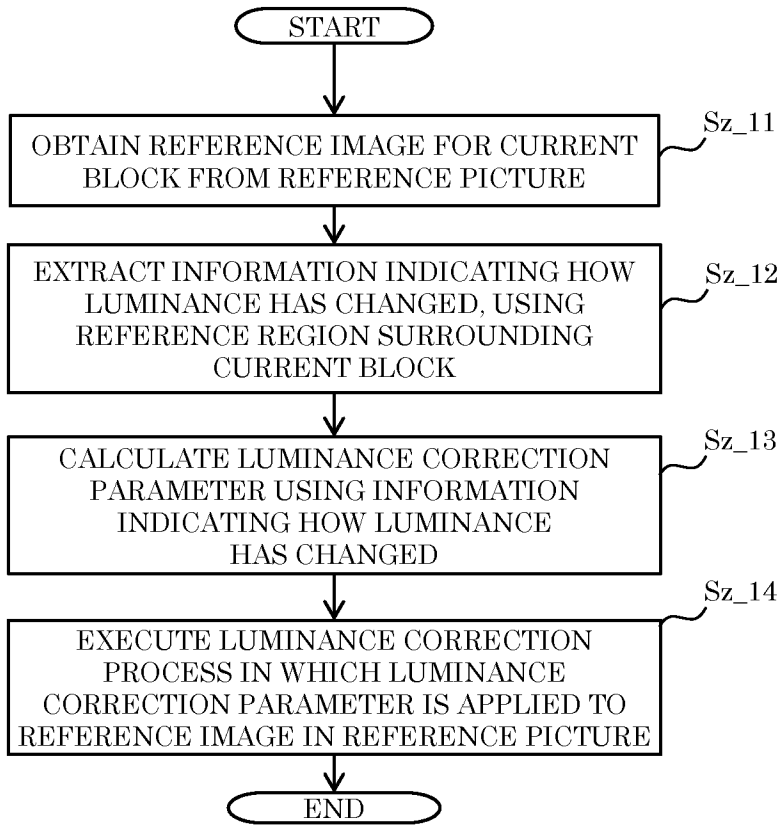 START
Sz_11
OBTAIN REFERENCE IMAGE FOR CURRENT
BLOCK FROM REFERENCE PICTURE
Sz_12
EXTRACT INFORMATION INDICATING HOW
LUMINANCE HAS CHANGED, USING
REFERENCE REGION SURROUNDING
CURRENT BLOCK
Sz_13
CALCULATE LUMINANCE CORRECTION
PARAMETER USING INFORMATION
INDICATING HOW LUMINANCE
HAS CHANGED
Sz_14
EXECUTE LUMINANCE CORRECTION
PROCESS IN WHICH LUMINANCE
CORRECTION PARAMETER IS APPLIED TO
REFERENCE IMAGE IN REFERENCE PICTURE
END